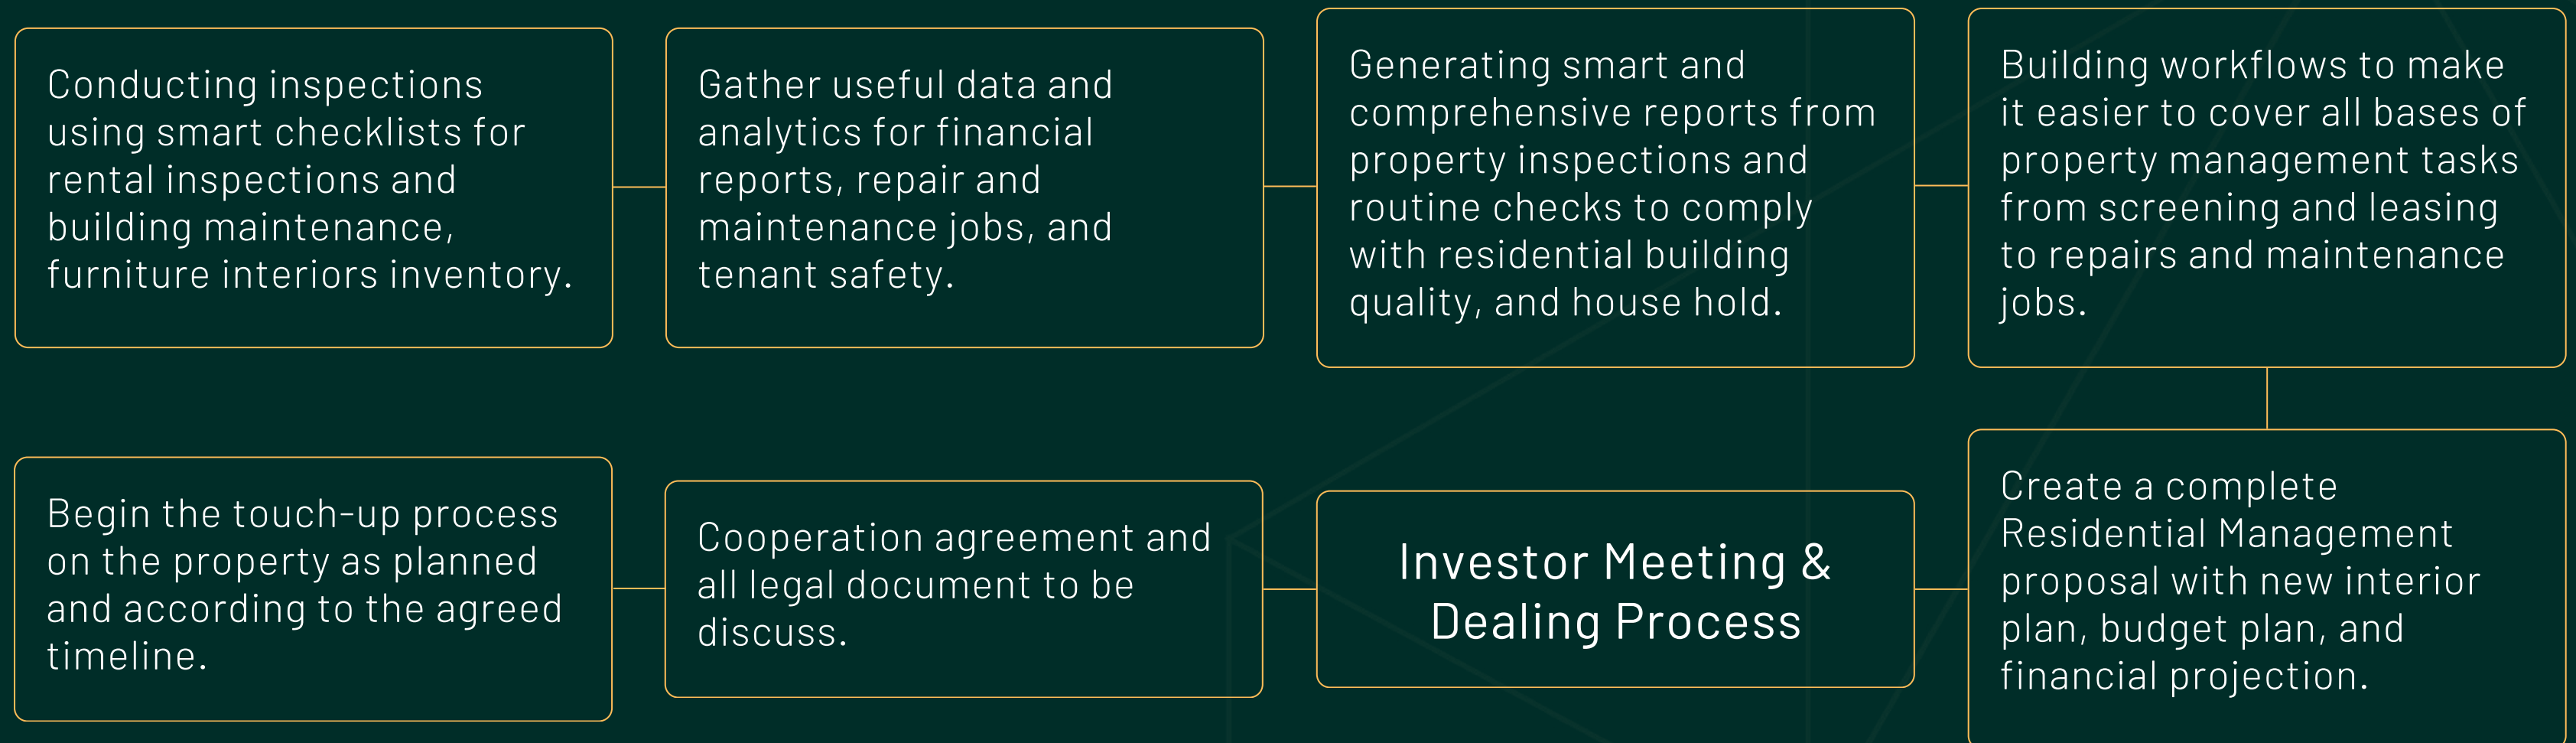 Conducting inspections
using smart checklists for
rental inspections and
building maintenance,
furniture interiors inventory.
Gather useful data and
analytics for financial
reports, repair and
maintenance jobs, and
tenant safety.
Generating smart and
comprehensive reports from
property inspections and
routine checks to comply
with residential building
quality, and house hold.
Building workflows to make
it easier to cover all bases of
property management tasks
from screening and leasing
to repairs and maintenance
jobs.
Create a complete
Residential Management
proposal with new interior
plan, budget plan, and
financial projection.
Investor Meeting &
Dealing Process
Cooperation agreement and
all legal document to be
discuss.
Begin the touch-up process
on the property as planned
and according to the agreed
timeline.